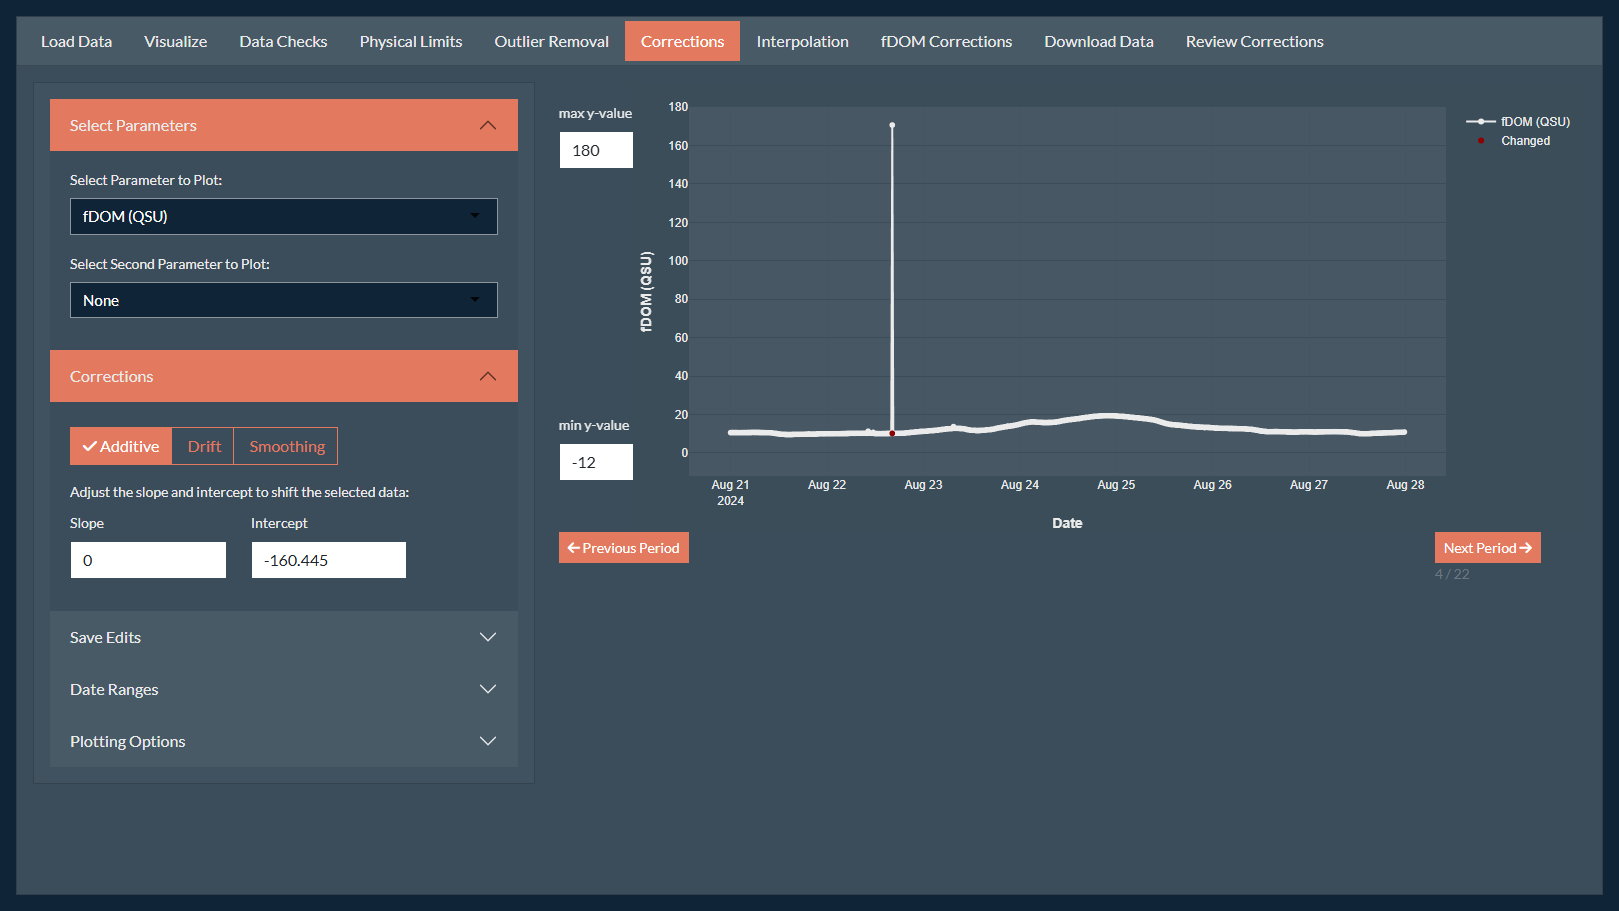 Load Data Visualize Data Checks Physical Limits Outlier Removal Corrections Interpolation fDOM Corrections Download Data Review Corrections
Select Parameters
Select Parameter to Plot:
fDOM (QSU)
Select Second Parameter to Plot:
None
Corrections
Additive Drift Smoothing
Adjust the slope and intercept to shift the selected data:
Slope Intercept
0 -160.445
Save Edits
Date Ranges
Plotting Options
max y-value
180
min y-value
-12
fDOM (QSU)
180
160
140
120
100
80
60
40
20
0
Aug 21 Aug 22 Aug 23 Aug 24 Aug 25 Aug 26 Aug 27 Aug 28
2024
Date
fDOM (QSU)
Changed
Previous Period
Next Period
4 / 22